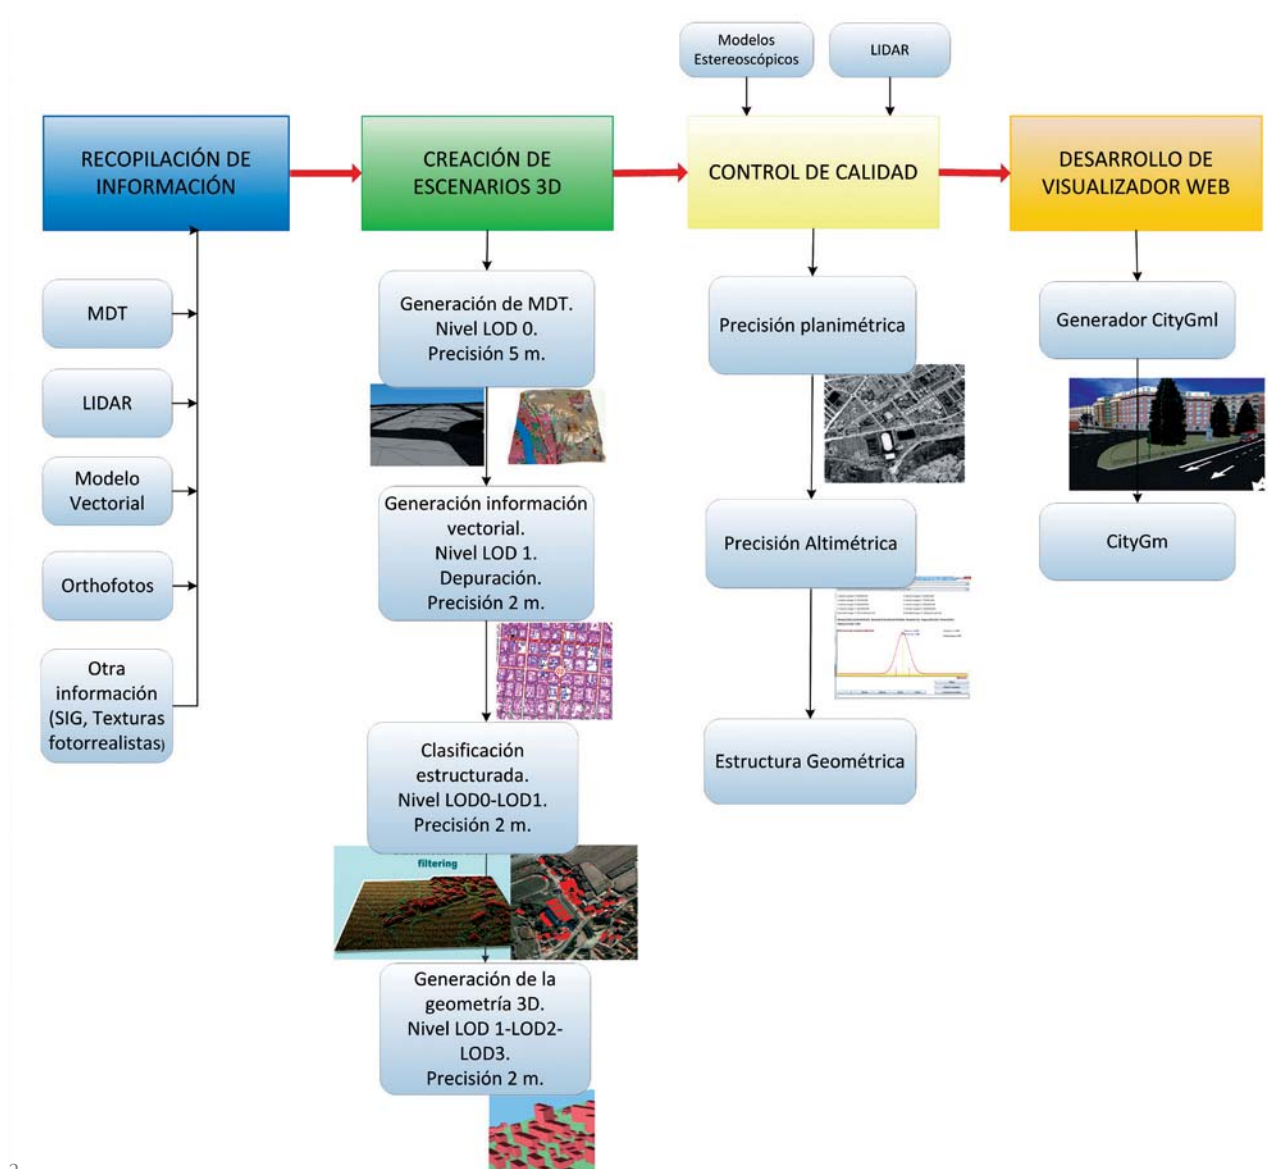 Modelos
Estereoscópicos
LIDAR
RECOPILACIÓN DE
INFORMACIÓN
CREACIÓN DE
ESCENARIOS 3D
CONTROL DE CALIDAD
DESARROLLO DE
VISUALIZADOR WEB
MDT
LIDAR
Modelo
Vectorial
Orthofotos
Otra
información
(SIG, Texturas
fotorrealistas)
Generación de MDT.
Nivel LOD 0.
Precisión 5 m.
Generación información
vectorial.
Nivel LOD 1.
Depuración.
Precisión 2 m.
Clasificación
estructurada.
Nivel LOD0-LOD1.
Precisión 2 m.
filtering
Generación de la
geometría 3D.
Nivel LOD 1-LOD2-
LOD3.
Precisión 2 m.
Precisión planimétrica
Precisión Altimétrica
Estructura Geométrica
Generador CityGml
CityGm